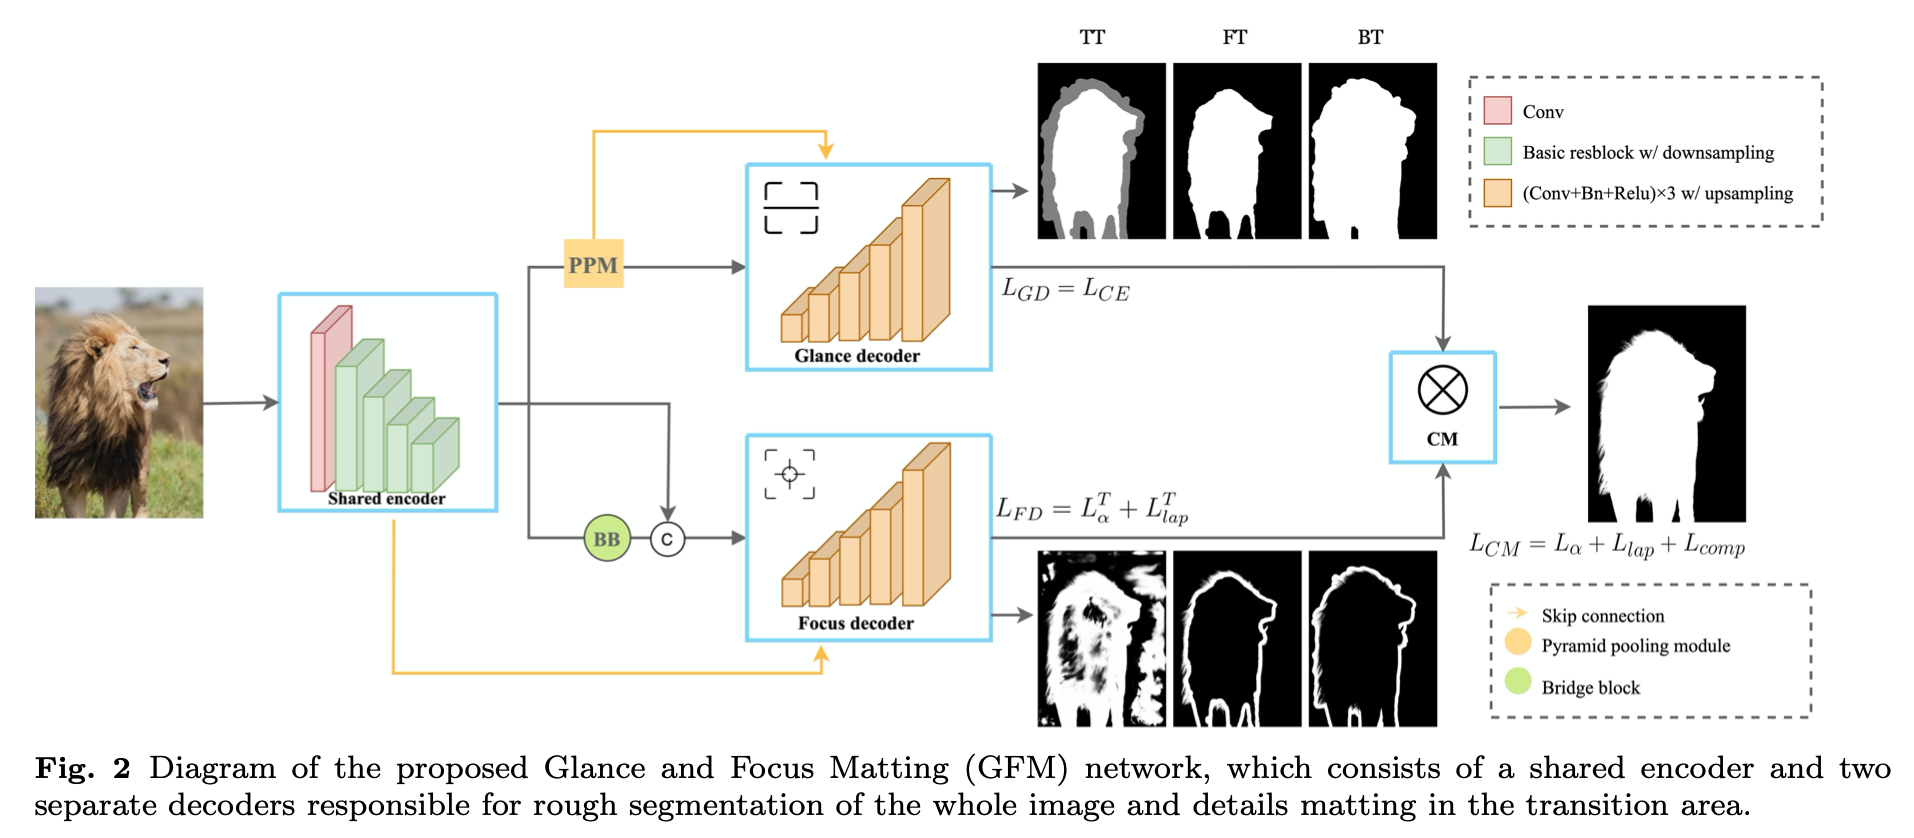 TT
FT
BT
Conv
Basic resblock w/ downsampling
(Conv+Bn+Relu)×3 w/ upsampling
PPM
Glance decoder
L_{GD} = L_{CE}
Shared encoder
CM
BB
C
Focus decoder
L_{FD} = L_{α}^{T} + L_{lap}^{T}
L_{CM} = L_{α} + L_{lap} + L_{comp}
Skip connection
Pyramid pooling module
Bridge block
Fig. 2 Diagram of the proposed Glance and Focus Matting (GFM) network, which consists of a shared encoder and two
separate decoders responsible for rough segmentation of the whole image and details matting in the transition area.